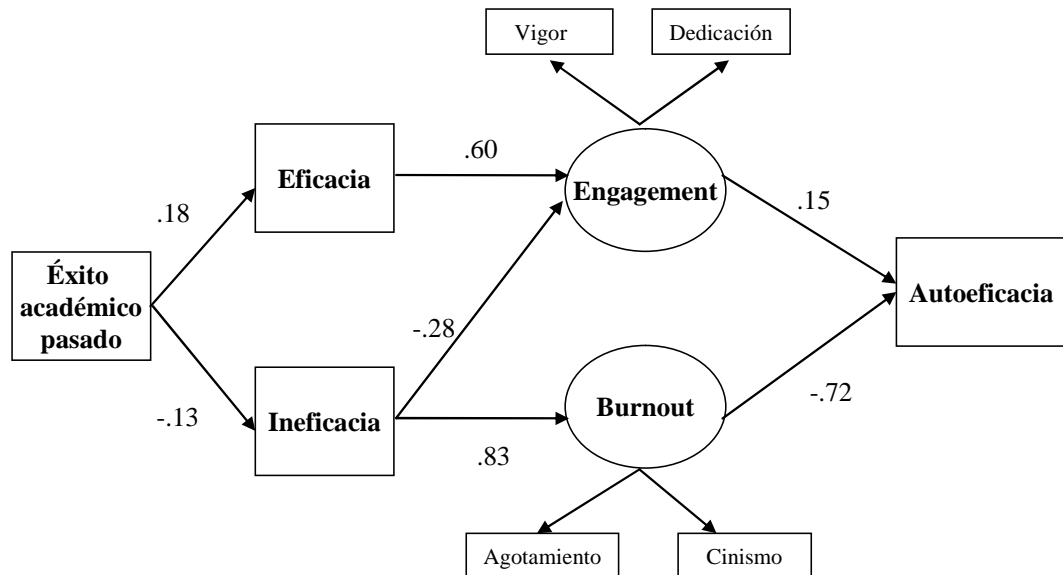 Vigor
Dedicación
.60
Eficacia
Engagement
.18
.15
Éxito
académico
pasado
Autoeficacia
-.28
-.13
Ineficacia
Burnout
-.72
.83
Agotamiento
Cinismo